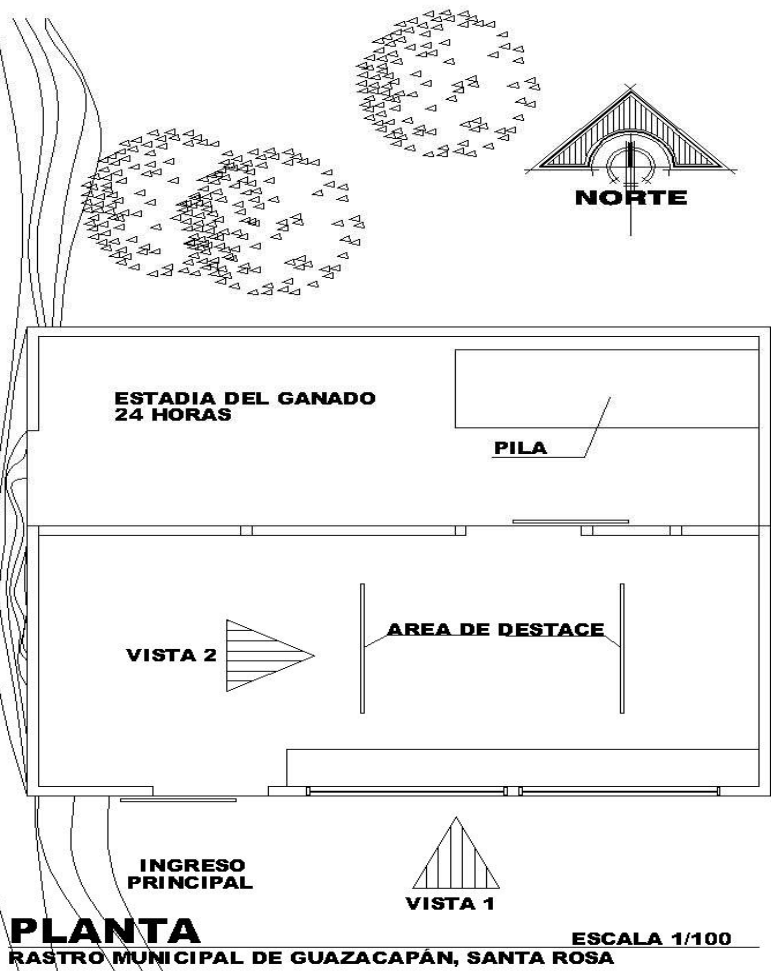 NORTE
ESTADIA DEL GANADO
24 HORAS
PILA
AREA DE DESTACE
VISTA 2
INGRESO
PRINCIPAL
VISTA 1
PLANTA
ESCALA 1/100
RASTRO MUNICIPAL DE GUAZACAPÁN, SANTA ROSA